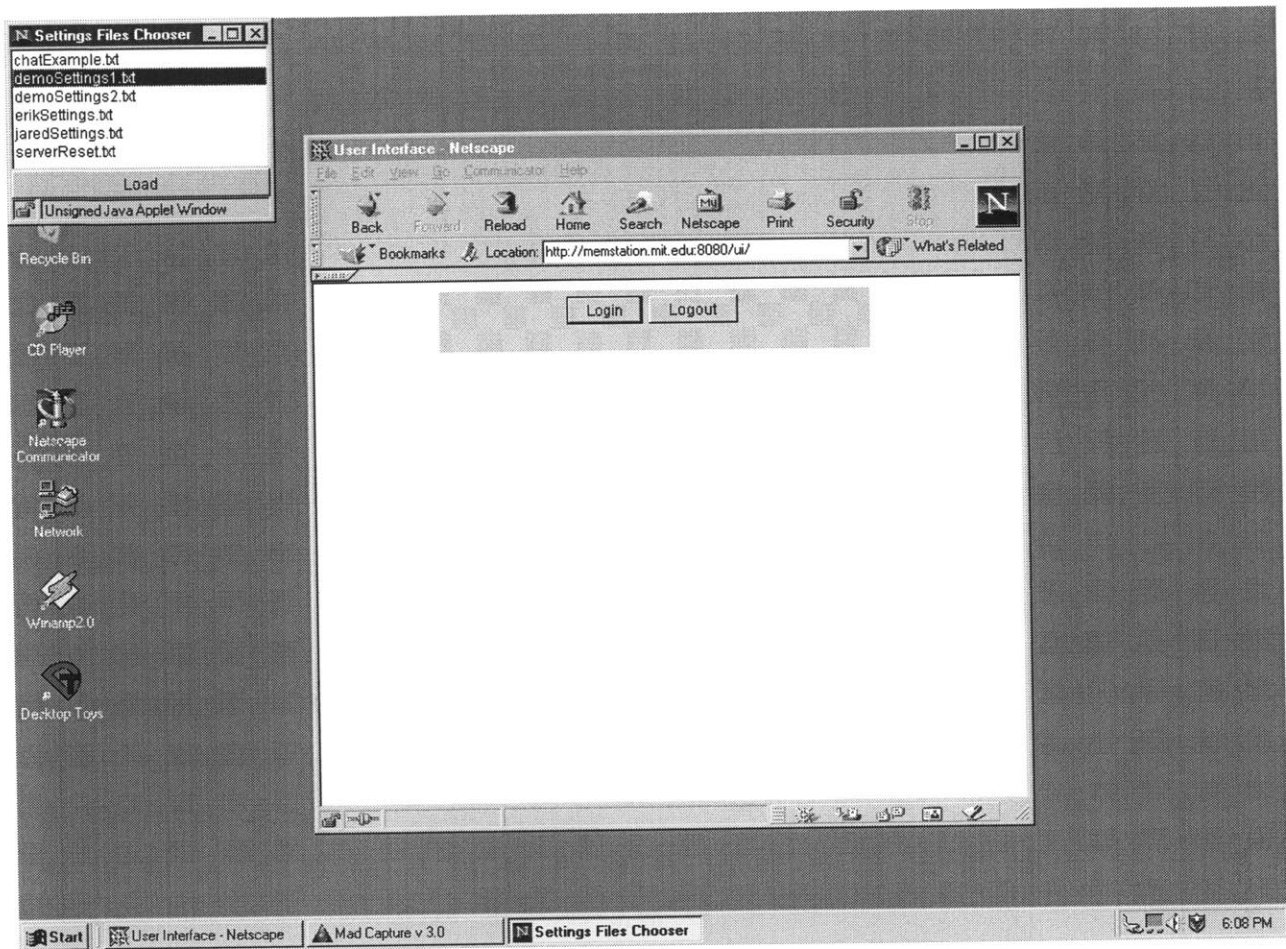 Settings Files Chooser
chatExample.txt
demoSettings1.txt
demoSettings2.txt
erikSettings.txt
jaredSettings.txt
serverReset.txt
Load
Unsigned Java Applet Window
Recycle Bin
CD Player
Netscape
Communicator
Network
Winamp2.0
Desktop Toys
User Interface - Netscape
File Edit View Go Communicator Help
Back Forward Reload Home Search Netscape Print Security Stop
My
N
Bookmarks Location: http://memstation.mit.edu:8080/ui/ What's Related
Login Logout
Start User Interface - Netscape Mad Capture v 3.0 Settings Files Chooser 6:08 PM